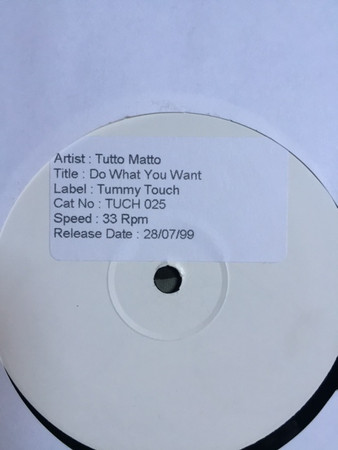 Artist : Tutto Matto
Title : Do What You Want
Label : Tummy Touch
Cat No : TUCH 025
Speed : 33 Rpm
Release Date : 28/07/99